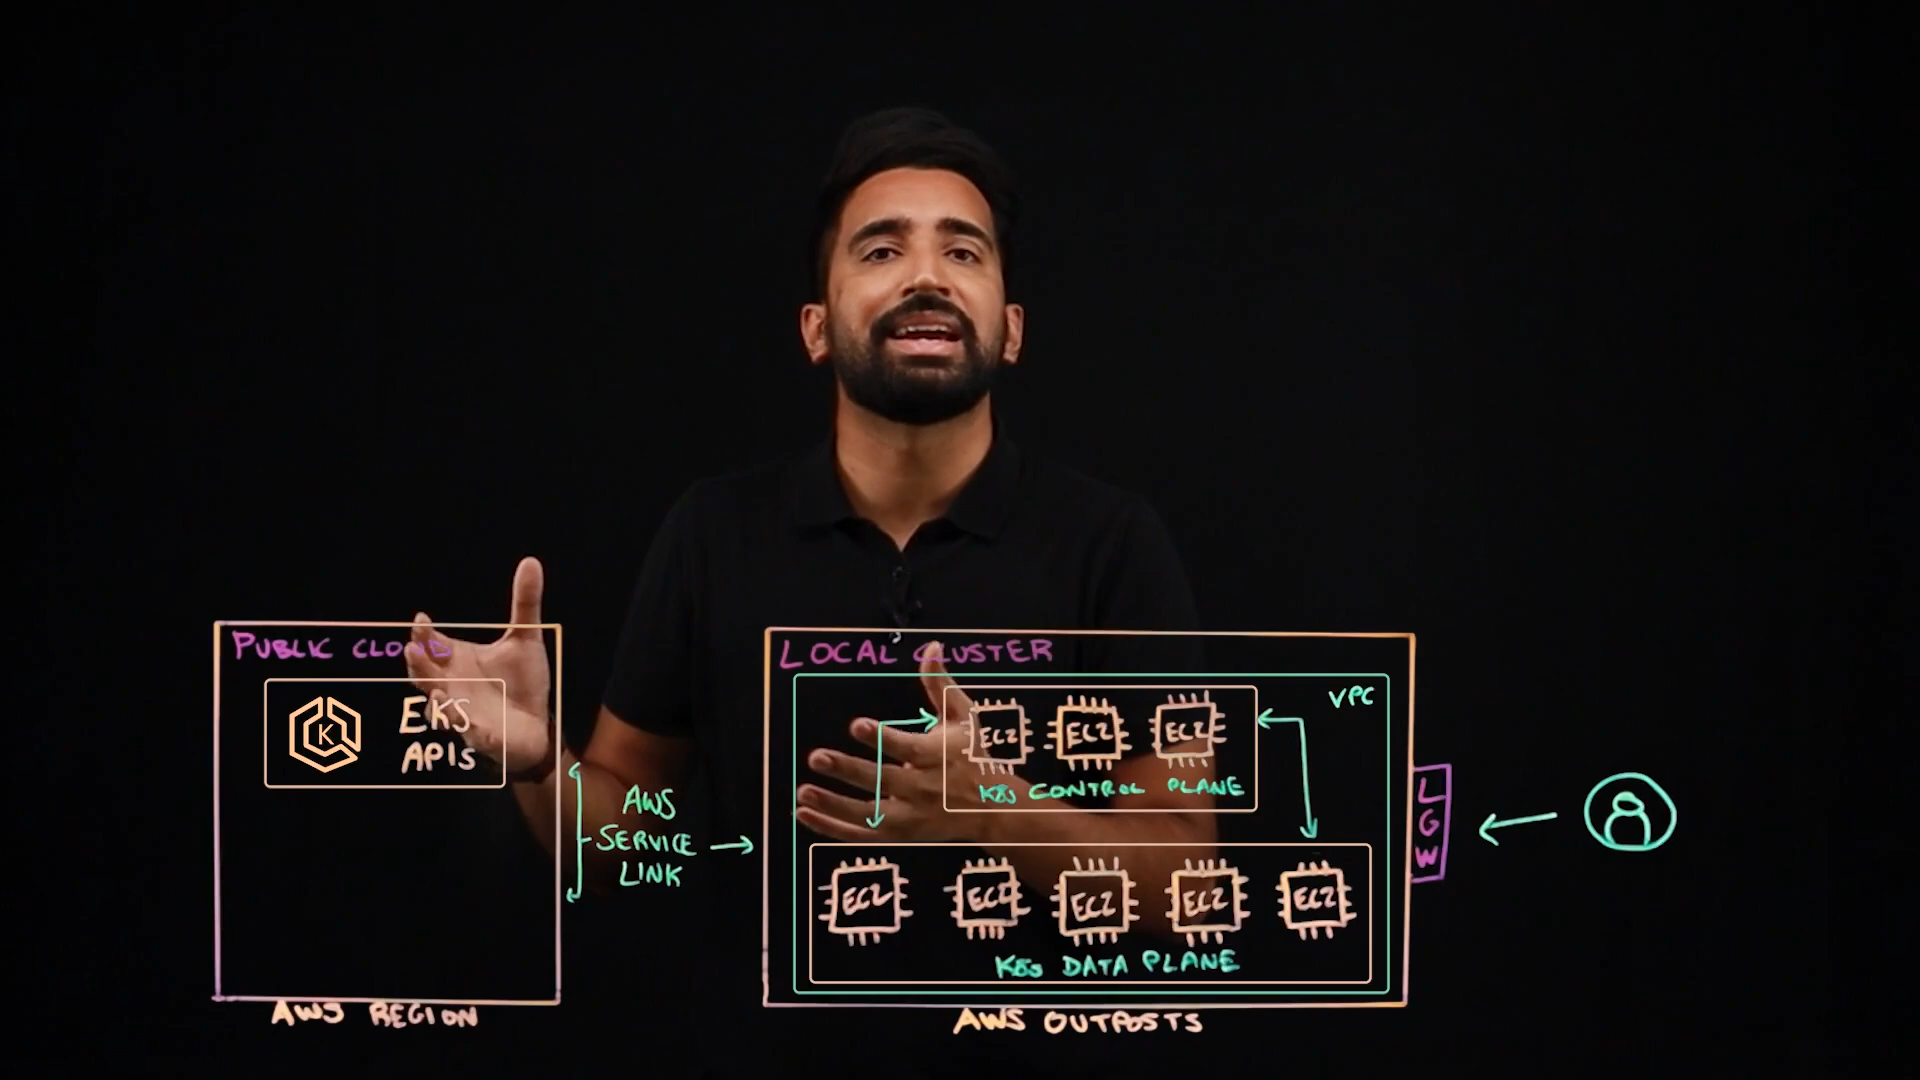 PUBLIC CLOUD
K
EKS
APIs
AWS REGION
AWS
SERVICE
LINK
LOCAL CLUSTER
VPC
EC2 EC2 EC2
K8s CONTROL PLANE
EC2 EC2 EC2 EC2 EC2
K8s DATA PLANE
AWS OUTPOSTS
L
G
W